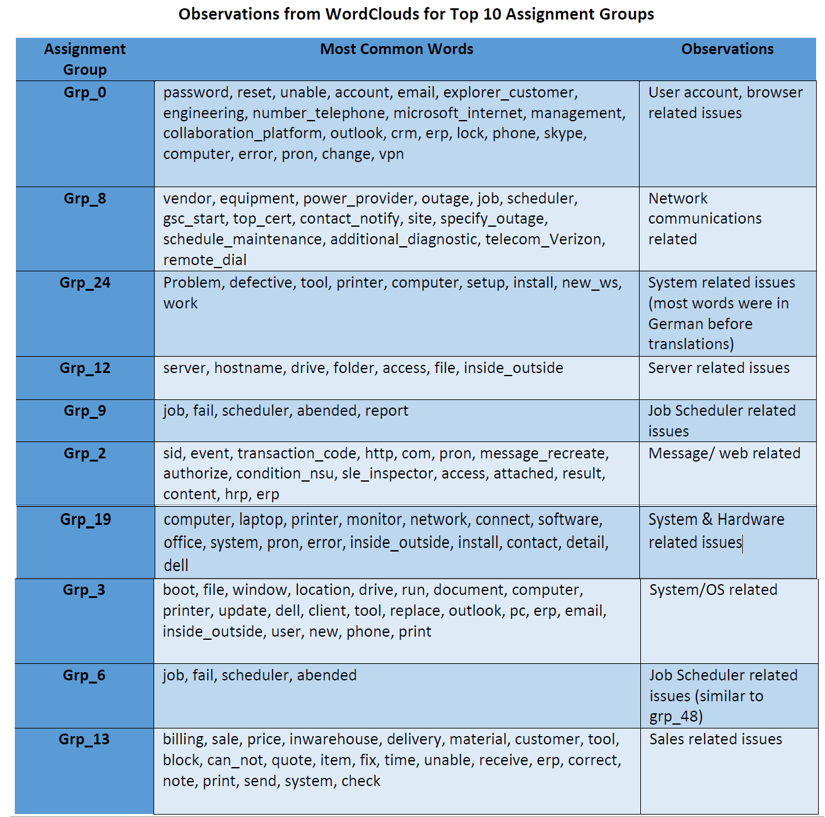 Observations from WordClouds for Top 10 Assignment Groups
Assignment
Group
Most Common Words
Observations
Grp_0
password, reset, unable, account, email, explorer_customer,
engineering, number_telephone, microsoft_internet, management,
collaboration_platform, outlook, crm, erp, lock, phone, skype,
computer, error, pron, change, vpn
User account, browser
related issues
Grp_8
vendor, equipment, power_provider, outage, job, scheduler,
gsc_start, top_cert, contact_notify, site, specify_outage,
schedule_maintenance, additional_diagnostic, telecom_Verizon,
remote_dial
Network
communications
related
Grp_24
Problem, defective, tool, printer, computer, setup, install, new_ws,
work
System related issues
(most words were in
German before
translations)
Grp_12
server, hostname, drive, folder, access, file, inside_outside
Server related issues
Grp_9
job, fail, scheduler, abended, report
Job Scheduler related
issues
Grp_2
sid, event, transaction_code, http, com, pron, message_recreate,
authorize, condition_nsu, sle_inspector, access, attached, result,
content, hrp, erp
Message/ web related
Grp_19
computer, laptop, printer, monitor, network, connect, software,
office, system, pron, error, inside_outside, install, contact, detail,
dell
System & Hardware
related issues
Grp_3
boot, file, window, location, drive, run, document, computer,
printer, update, dell, client, tool, replace, outlook, pc, erp, email,
inside_outside, user, new, phone, print
System/OS related
Grp_6
job, fail, scheduler, abended
Job Scheduler related
issues (similar to
grp_48)
Grp_13
billing, sale, price, inwarehouse, delivery, material, customer, tool,
block, can_not, quote, item, fix, time, unable, receive, erp, correct,
note, print, send, system, check
Sales related issues